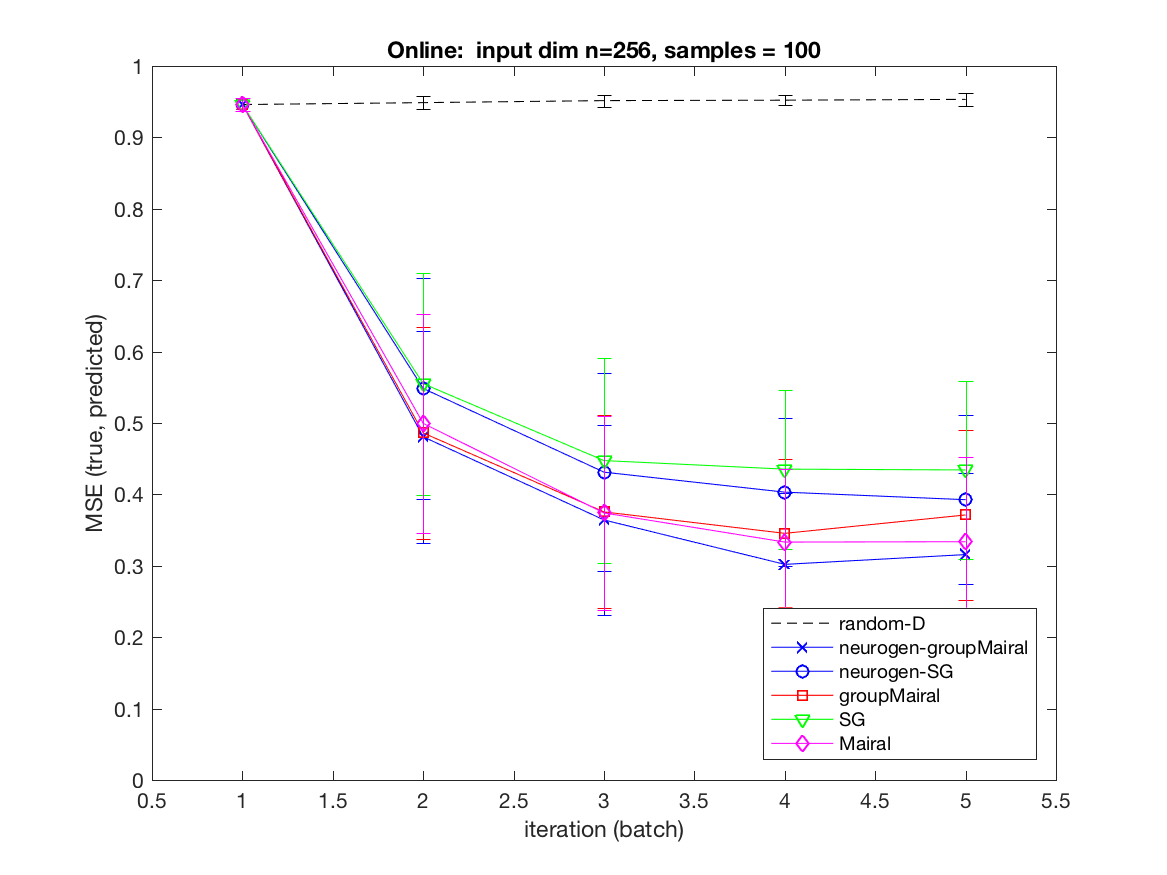 Online: input dim n=256, samples = 100
1
0.9
0.8
0.7
0.6
0.5
0.4
0.3
0.2
0.1
0
MSE (true, predicted)
random-D
neurogen-groupMairal
neurogen-SG
groupMairal
SG
Mairal
0.5 1 1.5 2 2.5 3 3.5 4 4.5 5 5.5
iteration (batch)